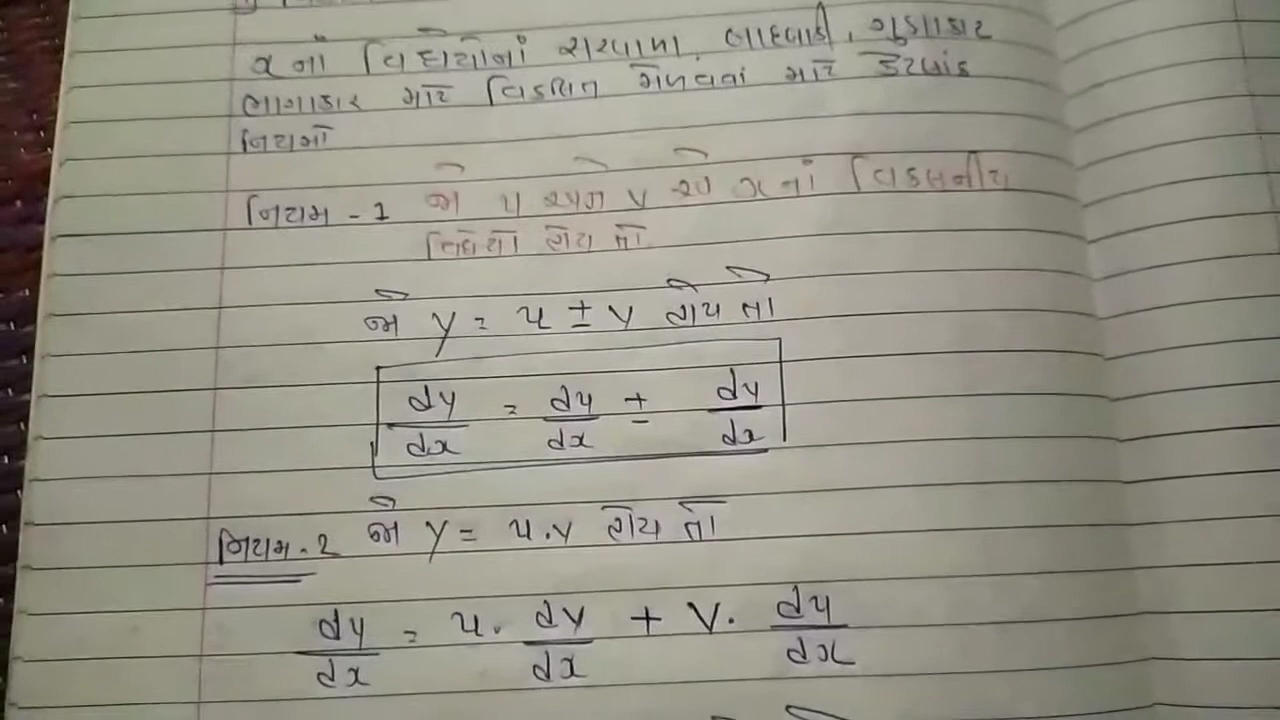 x નાં વિધેયોનાં સરવાળા, બાદબાકી, ગુણાકાર
ભાગાકાર માટે વિકલિત મેળવવાં માટે કેટલાંક
નિયમો
નિયમ - 1 જો u અને v એ x નાં વિકલનીય
વિધેયો હોય તો
જો y = u ± v હોય તો
dy/dx = du/dx ± dv/dx
નિયમ - 2 જો y = u.v હોય તો
dy/dx = u. dv/dx + v. du/dx